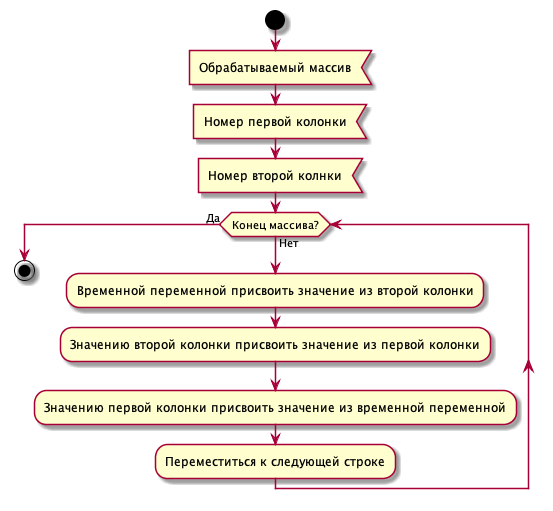 Обрабатываемый массив
Номер первой колонки
Номер второй колнки
Да
Конец массива?
Нет
Временной переменной присвоить значение из второй колонки
Значению второй колонки присвоить значение из первой колонки
Значению первой колонки присвоить значение из временной переменной
Переместиться к следующей строке